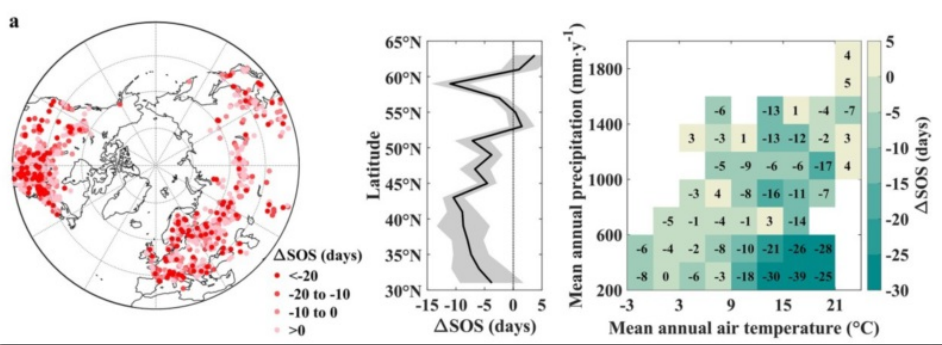 a
ΔSOS (days)
<-20
-20 to -10
-10 to 0
>0
Latitude
65°N
60°N
55°N
50°N
45°N
40°N
35°N
30°N
-15 -10 -5 0 5
ΔSOS (days)
Mean annual precipitation (mm·y⁻¹)
1800
1400
1000
600
200
4
5
-6 -13 1 -4 -7
3 -3 1 -13 -12 -2 3
-5 -9 -6 -6 -17 4
-3 4 -8 -16 -11 -7
-5 -1 -4 -1 3 -14
-6 -4 -2 -8 -10 -21 -26 -28
-8 0 -6 -3 -18 -30 -39 -25
-3 3 9 15 21
Mean annual air temperature (°C)
5
0
-5
-10
-15
-20
-25
-30
ΔSOS (days)